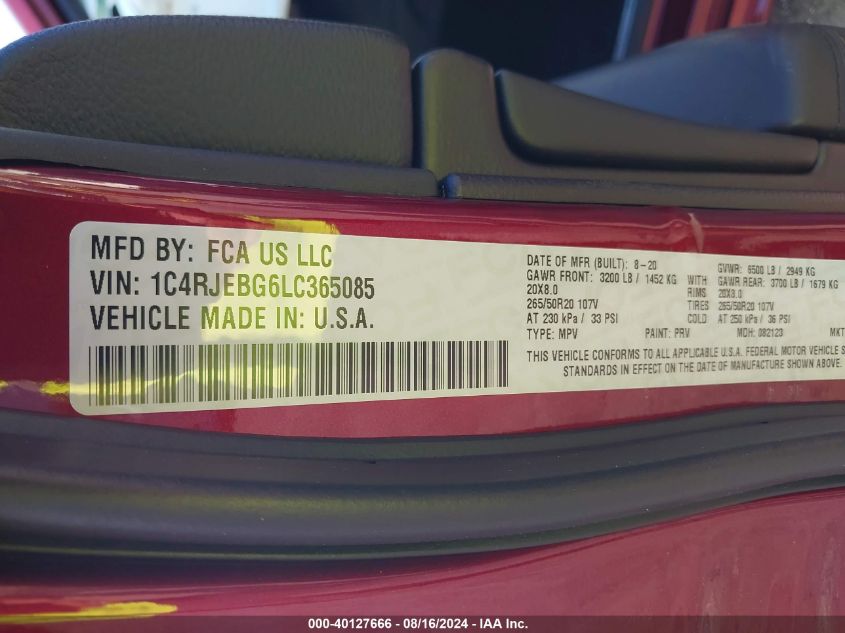 MFD BY: FCA US LLC
VIN: 1C4RJEBG6LC365085
VEHICLE MADE IN: U.S.A.
DATE OF MFR (BUILT): 8-20 GVWR: 6500 LB / 2949 KG
GAWR FRONT: 3200 LB / 1452 KG WITH GAWR REAR: 3700 LB / 1679 KG
20X8.0 RIMS 20X8.0
265/50R20 107V TIRES 265/50R20 107V
AT 230 kPa / 33 PSI COLD AT 250 kPa / 36 PSI
TYPE: MPV PAINT: PRV MDH: 082123 MKT
THIS VEHICLE CONFORMS TO ALL APPLICABLE U.S.A. FEDERAL MOTOR VEHICLE S
STANDARDS IN EFFECT ON THE DATE OF MANUFACTURE SHOWN ABOVE.
000-40127666 - 08/16/2024 - IAA Inc.